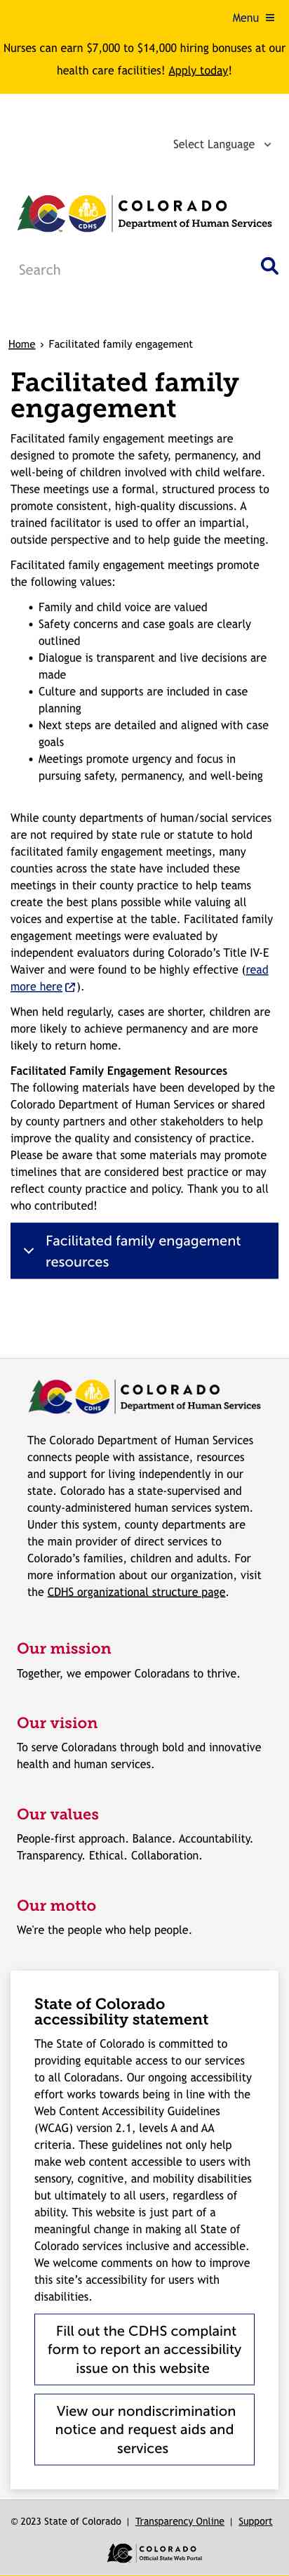 Menu ≡
Nurses can earn $7,000 to $14,000 hiring bonuses at our
health care facilities! Apply today!
Select Language
COLORADO
CDHS
Department of Human Services
Search
Home › Facilitated family engagement
Facilitated family
engagement
Facilitated family engagement meetings are
designed to promote the safety, permanency, and
well-being of children involved with child welfare.
These meetings use a formal, structured process to
promote consistent, high-quality discussions. A
trained facilitator is used to offer an impartial,
outside perspective and to help guide the meeting.
Facilitated family engagement meetings promote
the following values:
• Family and child voice are valued
• Safety concerns and case goals are clearly
outlined
• Dialogue is transparent and live decisions are
made
• Culture and supports are included in case
planning
• Next steps are detailed and aligned with case
goals
• Meetings promote urgency and focus in
pursuing safety, permanency, and well-being
While county departments of human/social services
are not required by state rule or statute to hold
facilitated family engagement meetings, many
counties across the state have included these
meetings in their county practice to help teams
create the best plans possible while valuing all
voices and expertise at the table. Facilitated family
engagement meetings were evaluated by
independent evaluators during Colorado’s Title IV-E
Waiver and were found to be highly effective (read
more here).
When held regularly, cases are shorter, children are
more likely to achieve permanency and are more
likely to return home.
Facilitated Family Engagement Resources
The following materials have been developed by the
Colorado Department of Human Services or shared
by county partners and other stakeholders to help
improve the quality and consistency of practice.
Please be aware that some materials may promote
timelines that are considered best practice or may
reflect county practice and policy. Thank you to all
who contributed!
Facilitated family engagement
resources
COLORADO
CDHS
Department of Human Services
The Colorado Department of Human Services
connects people with assistance, resources
and support for living independently in our
state. Colorado has a state-supervised and
county-administered human services system.
Under this system, county departments are
the main provider of direct services to
Colorado’s families, children and adults. For
more information about our organization, visit
the CDHS organizational structure page.
Our mission
Together, we empower Coloradans to thrive.
Our vision
To serve Coloradans through bold and innovative
health and human services.
Our values
People-first approach. Balance. Accountability.
Transparency. Ethical. Collaboration.
Our motto
We're the people who help people.
State of Colorado
accessibility statement
The State of Colorado is committed to
providing equitable access to our services
to all Coloradans. Our ongoing accessibility
effort works towards being in line with the
Web Content Accessibility Guidelines
(WCAG) version 2.1, levels A and AA
criteria. These guidelines not only help
make web content accessible to users with
sensory, cognitive, and mobility disabilities
but ultimately to all users, regardless of
ability. This website is just part of a
meaningful change in making all State of
Colorado services inclusive and accessible.
We welcome comments on how to improve
this site’s accessibility for users with
disabilities.
Fill out the CDHS complaint
form to report an accessibility
issue on this website
View our nondiscrimination
notice and request aids and
services
© 2023 State of Colorado | Transparency Online | Support
COLORADO
Official State Web Portal